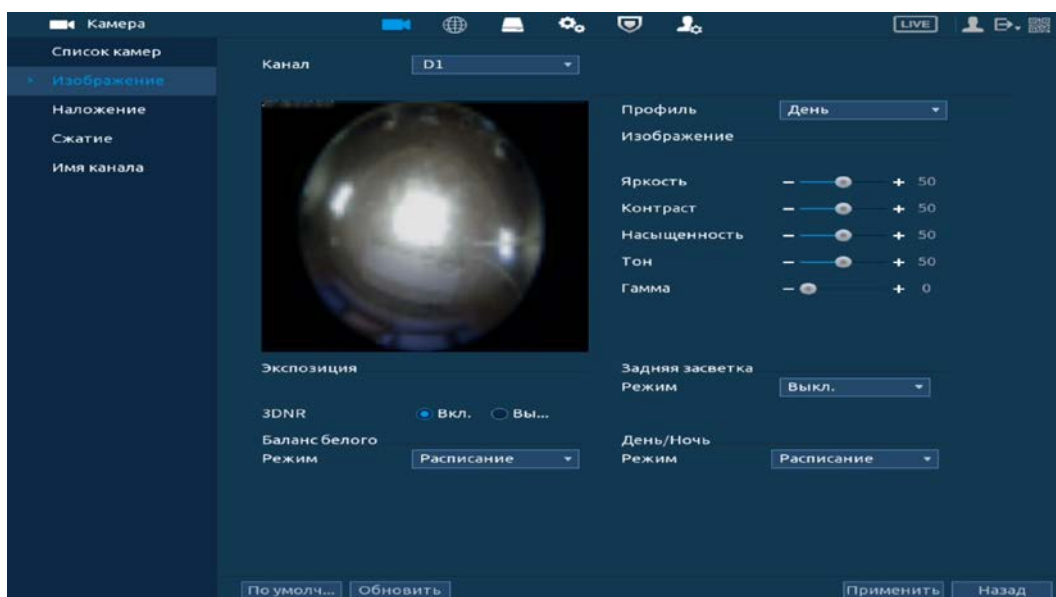 Камера LIVE
Список камер
Изображение
Наложение
Сжатие
Имя канала
Канал D1
Профиль День
Изображение
Яркость 50
Контраст 50
Насыщенность 50
Тон 50
Гамма 0
Экспозиция
3DNR Вкл. Вы...
Баланс белого
Режим Расписание
Задняя засветка
Режим Выкл.
День/Ночь
Режим Расписание
По умолч... Обновить Применить Назад